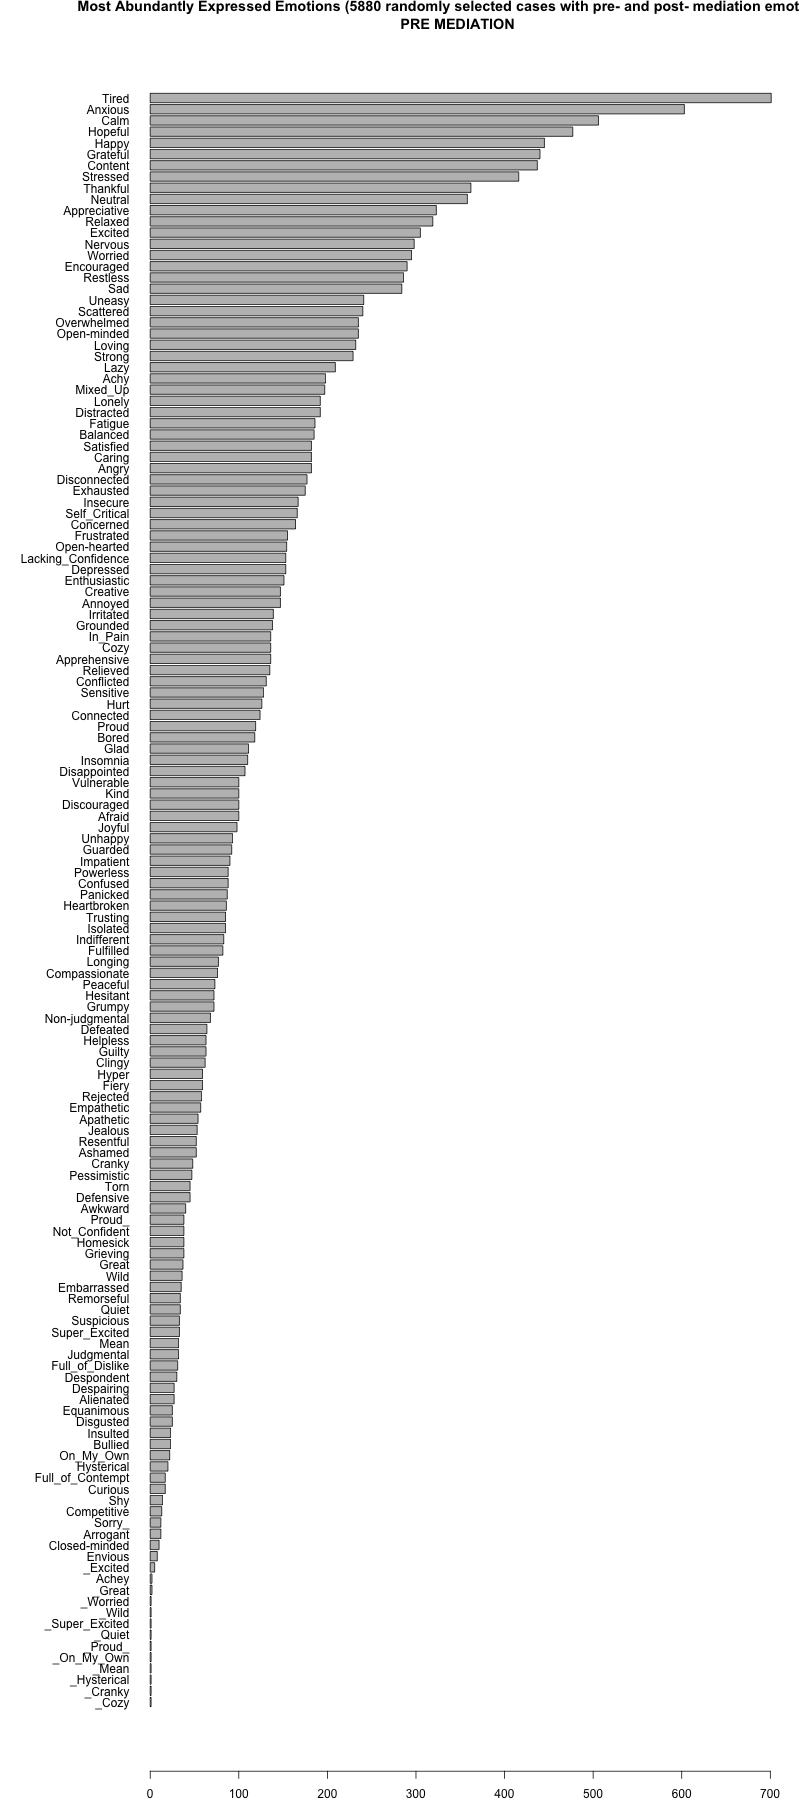 Most Abundantly Expressed Emotions (5880 randomly selected cases with pre- and post- mediation emot
PRE MEDIATION
Tired
Anxious
Calm
Hopeful
Happy
Grateful
Content
Stressed
Thankful
Neutral
Appreciative
Relaxed
Excited
Nervous
Worried
Encouraged
Restless
Sad
Uneasy
Scattered
Overwhelmed
Open-minded
Loving
Strong
Lazy
Achy
Mixed_Up
Lonely
Distracted
Fatigue
Balanced
Satisfied
Caring
Angry
Disconnected
Exhausted
Insecure
Self_Critical
Concerned
Frustrated
Open-hearted
Lacking_Confidence
Depressed
Enthusiastic
Creative
Annoyed
Irritated
Grounded
In_Pain
Cozy
Apprehensive
Relieved
Conflicted
Sensitive
Hurt
Connected
Proud
Bored
Glad
Insomnia
Disappointed
Vulnerable
Kind
Discouraged
Afraid
Joyful
Unhappy
Guarded
Impatient
Powerless
Confused
Panicked
Heartbroken
Trusting
Isolated
Indifferent
Fulfilled
Longing
Compassionate
Peaceful
Hesitant
Grumpy
Non-judgmental
Defeated
Helpless
Guilty
Clingy
Hyper
Fiery
Rejected
Empathetic
Apathetic
Jealous
Resentful
Ashamed
Cranky
Pessimistic
Torn
Defensive
Awkward
Proud_
Not_Confident
Homesick
Grieving
Great
Wild
Embarrassed
Remorseful
Quiet
Suspicious
Super_Excited
Mean
Judgmental
Full_of_Dislike
Despondent
Despairing
Alienated
Equanimous
Disgusted
Insulted
Bullied
On_My_Own
Hysterical
Full_of_Contempt
Curious
Shy
Competitive
Sorry_
Arrogant
Closed-minded
Envious
_Excited
Achey
_Great
_Worried
_Wild
_Super_Excited
_Quiet
_Proud_
_On_My_Own
_Mean
_Hysterical
_Cranky
_Cozy
0 100 200 300 400 500 600 700